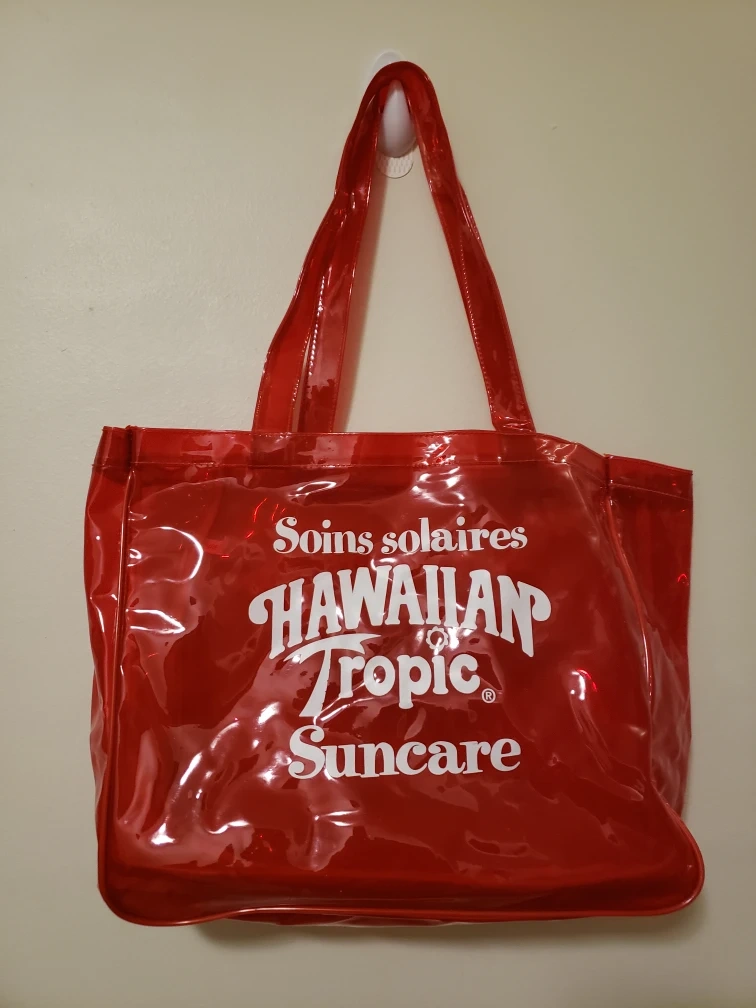 Soins solaires
HAWAIIAN
Tropic®
Suncare